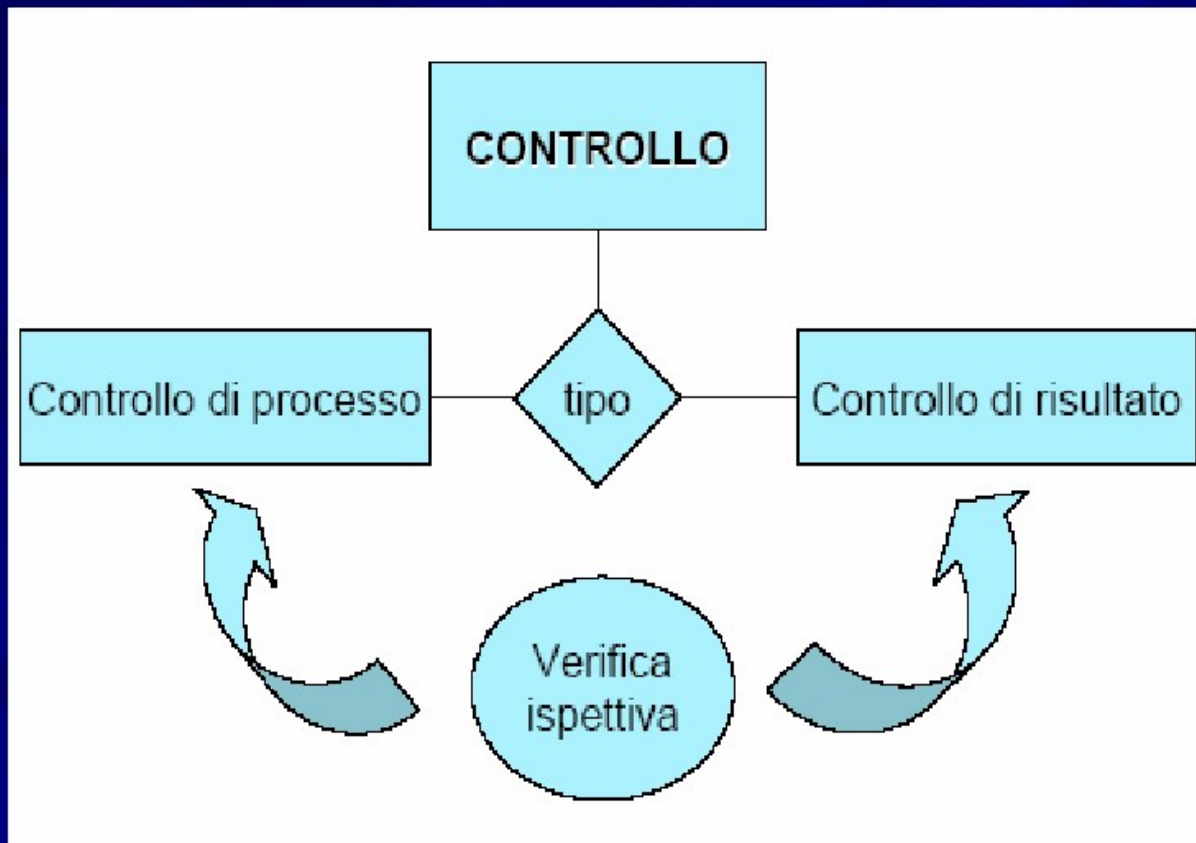 CONTROLLO
Controllo di processo
tipo
Controllo di risultato
Verifica
ispettiva